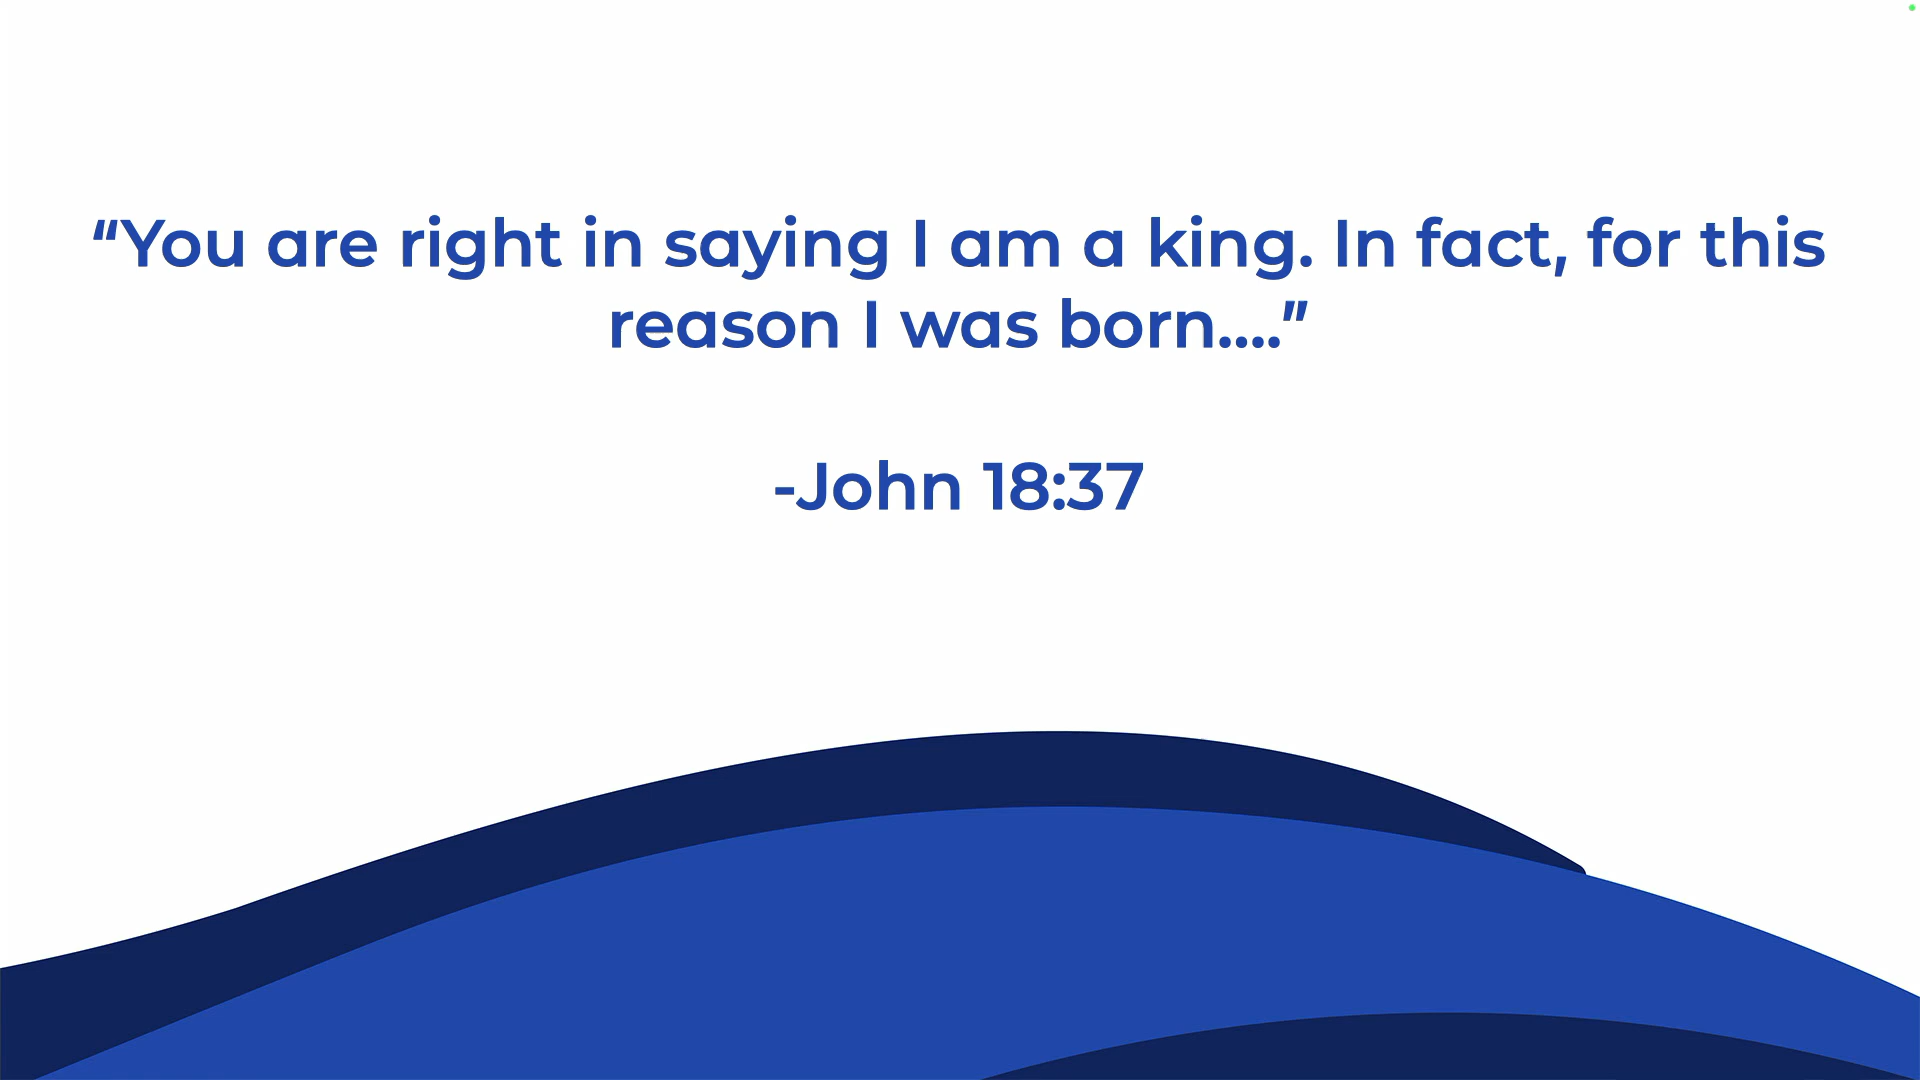 "You are right in saying I am a king. In fact, for this
reason I was born...."
-John 18:37